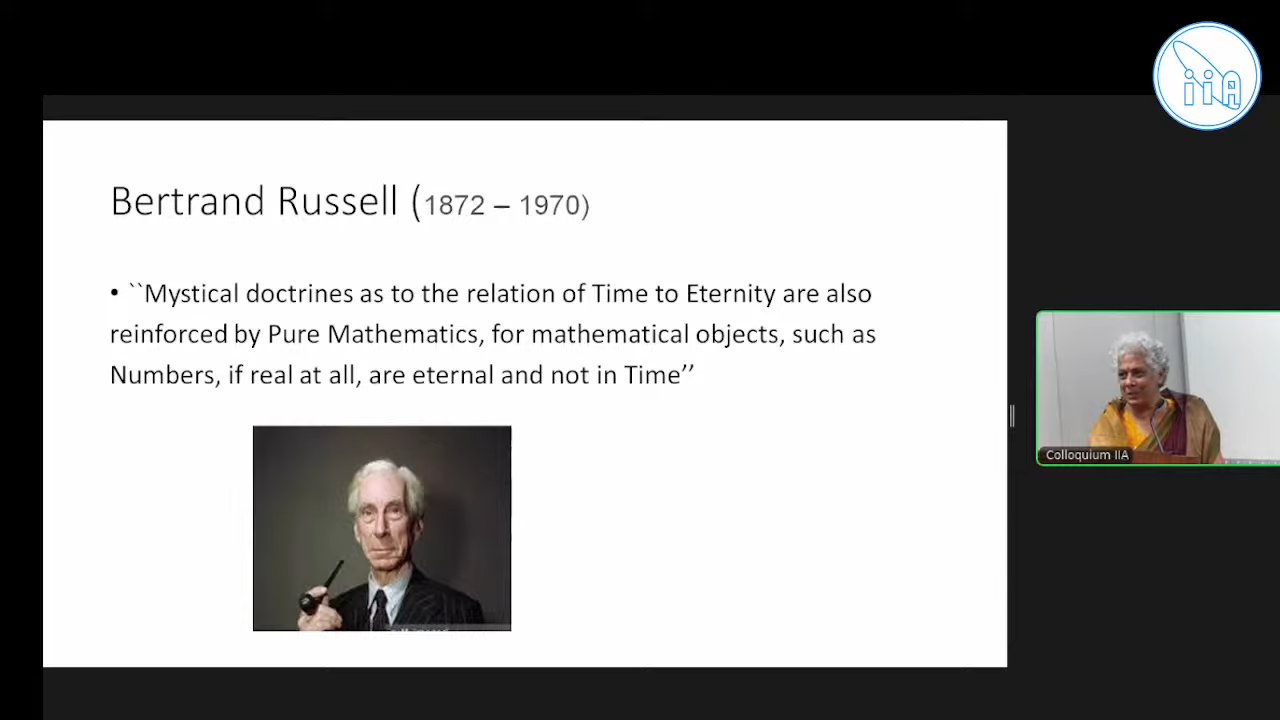 iiA
Bertrand Russell (1872 – 1970)
• ``Mystical doctrines as to the relation of Time to Eternity are also
reinforced by Pure Mathematics, for mathematical objects, such as
Numbers, if real at all, are eternal and not in Time’’
Colloquium IIA